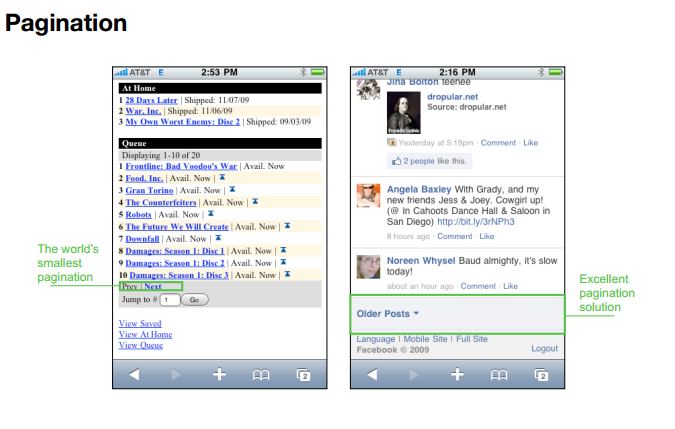 Pagination
AT&T E 2:53 PM
At Home
1 28 Days Later | Shipped: 11/07/09
2 War, Inc. | Shipped: 11/06/09
3 My Own Worst Enemy: Disc 2 | Shipped: 09/03/09
Queue
Displaying 1-10 of 20
1 Frontline: Bad Voodoo's War | Avail. Now
2 Food, Inc. | Avail. Now |
3 Gran Torino | Avail. Now |
4 The Counterfeiters | Avail. Now |
5 Robots | Avail. Now |
6 The Future We Will Create | Avail. Now |
7 Downfall | Avail. Now |
8 Damages: Season 1: Disc 1 | Avail. Now |
9 Damages: Season 1: Disc 2 | Avail. Now |
10 Damages: Season 1: Disc 3 | Avail. Now |
Prev | Next
Jump to # 1 Go
View Saved
View At Home
View Queue
2
The world's
smallest
pagination
AT&T E 2:16 PM
Jina Bolton teehee
dropular.net
Source: dropular.net
Francis Gothic
Yesterday at 5:19pm · Comment · Like
2 people like this.
Angela Baxley With Grady, and my
new friends Jess & Joey. Cowgirl up!
(@ In Cahoots Dance Hall & Saloon in
San Diego) http://bit.ly/3rNPh3
8 hours ago · Comment · Like
Noreen Whysel Baud almighty, it's slow
today!
about an hour ago · Comment · Like
Older Posts
Language | Mobile Site | Full Site
Facebook © 2009
Logout
2
Excellent
pagination
solution